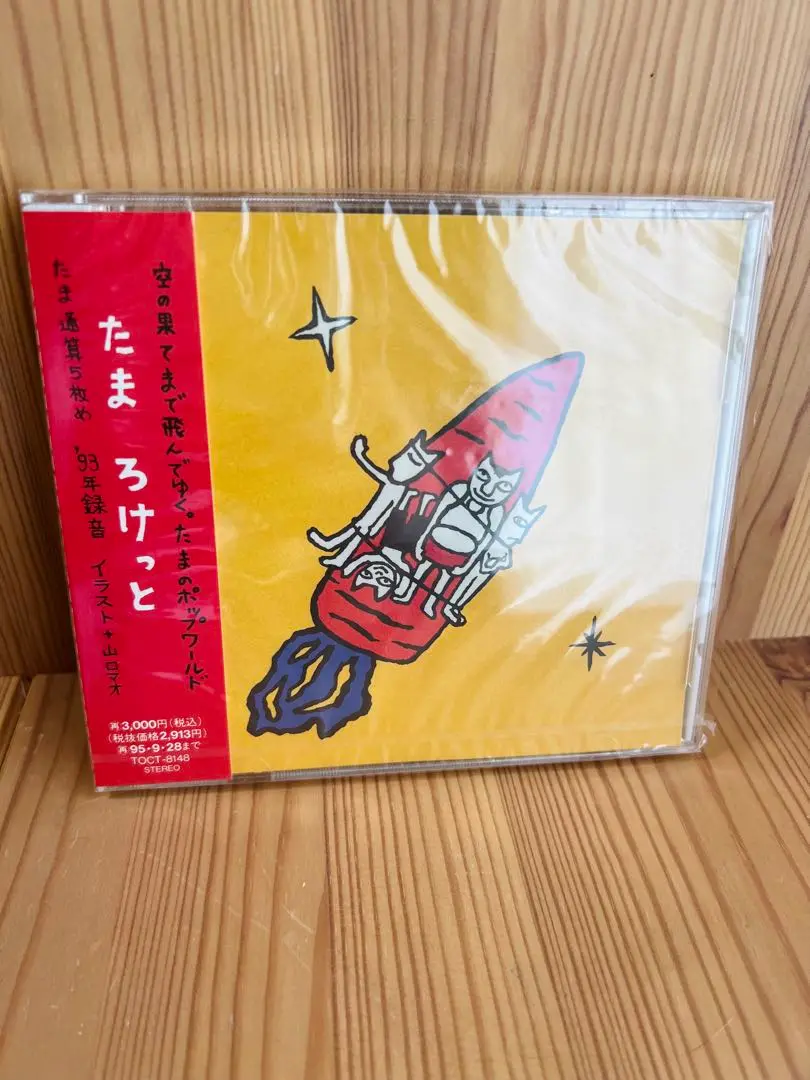 空の果てまで飛んでゆく。たまのポップワールド
たま ろけっと
たま通算5枚め '93年録音 イラスト+山口マオ
再3,000円(税込)
(税抜価格2,913円)
再95・9・28まで
TOCT-8148
STEREO